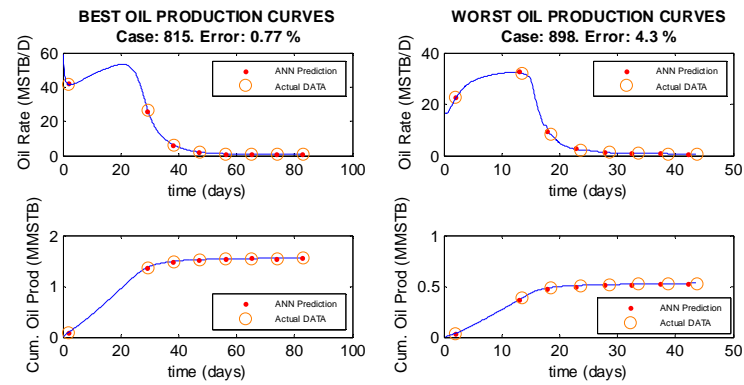 BEST OIL PRODUCTION CURVES
Case: 815. Error: 0.77 %
Oil Rate (MSTB/D)
60
40
20
0
ANN Prediction
Actual DATA
0 20 40 60 80 100
time (days)
WORST OIL PRODUCTION CURVES
Case: 898. Error: 4.3 %
Oil Rate (MSTB/D)
40
20
0
ANN Prediction
Actual DATA
0 10 20 30 40 50
time (days)
Cum. Oil Prod (MMSTB)
2
1
0
ANN Prediction
Actual DATA
0 20 40 60 80 100
time (days)
Cum. Oil Prod (MMSTB)
1
0.5
0
ANN Prediction
Actual DATA
0 10 20 30 40 50
time (days)